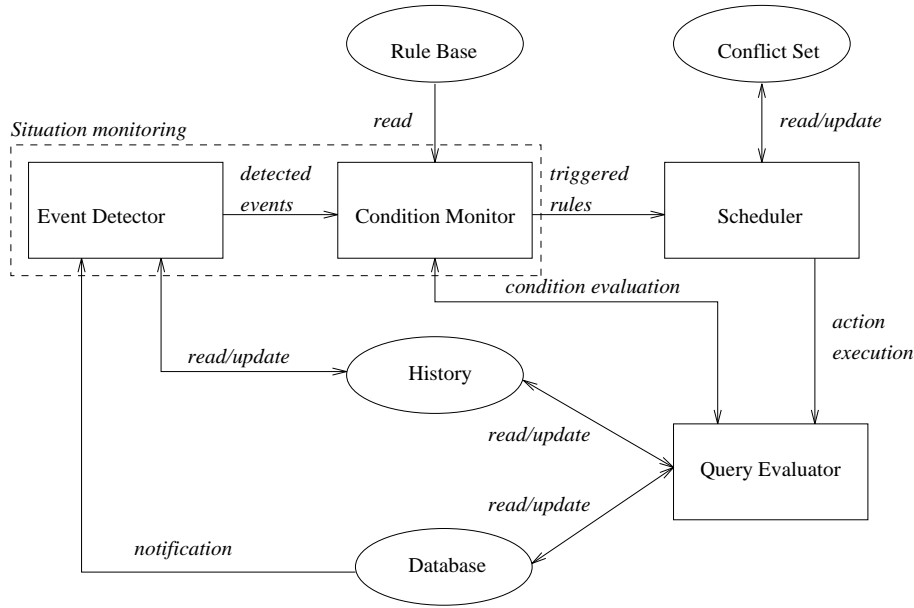 Rule Base
Conflict Set
read
read/update
Situation monitoring
detected
events
triggered
rules
Event Detector
Condition Monitor
Scheduler
condition evaluation
action
execution
read/update
History
read/update
Query Evaluator
read/update
notification
Database